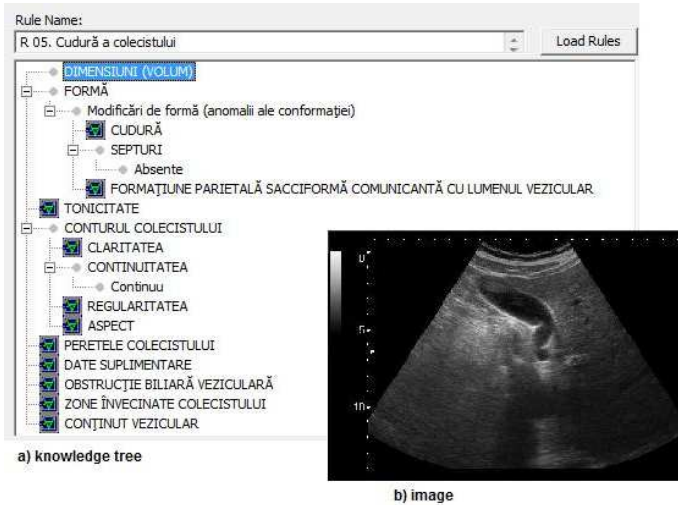 Rule Name:
R 05. Cudură a colecistului
Load Rules
DIMENSIUNI (VOLUM)
FORMĂ
Modificări de formă (anomalii ale conformației)
CUDURĂ
SEPTURI
Absente
FORMAȚIUNE PARIETALĂ SACCIFORMĂ COMUNICANTĂ CU LUMENUL VEZICULAR
TONICITATE
CONTURUL COLECISTULUI
CLARITATEA
CONTINUITATEA
Continuu
REGULARITATEA
ASPECT
PERETELE COLECISTULUI
DATE SUPLIMENTARE
OBSTRUCȚIE BILIARĂ VEZICULARĂ
ZONE ÎNVECINATE COLECISTULUI
CONȚINUT VEZICULAR
0
5
10
a) knowledge tree
b) image